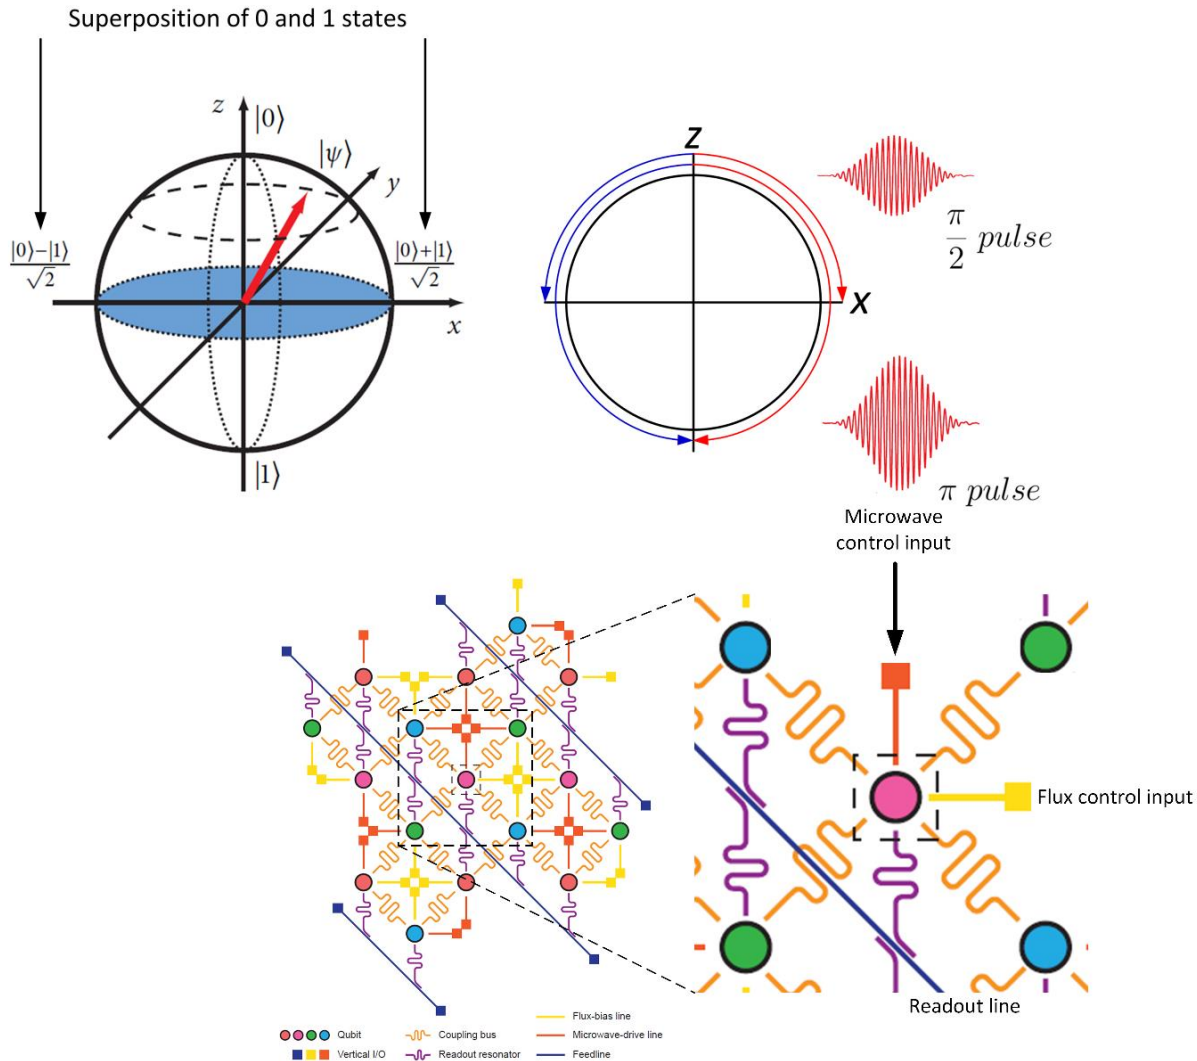 Superposition of 0 and 1 states
z
|0⟩
|ψ⟩
y
|0⟩−|1⟩
√2
|0⟩+|1⟩
√2
x
|1⟩
Z
X
π
2 pulse
π pulse
Microwave
control input
Flux control input
Readout line
Flux-bias line
Qubit
Coupling bus
Microwave-drive line
Vertical I/O
Readout resonator
Feedline